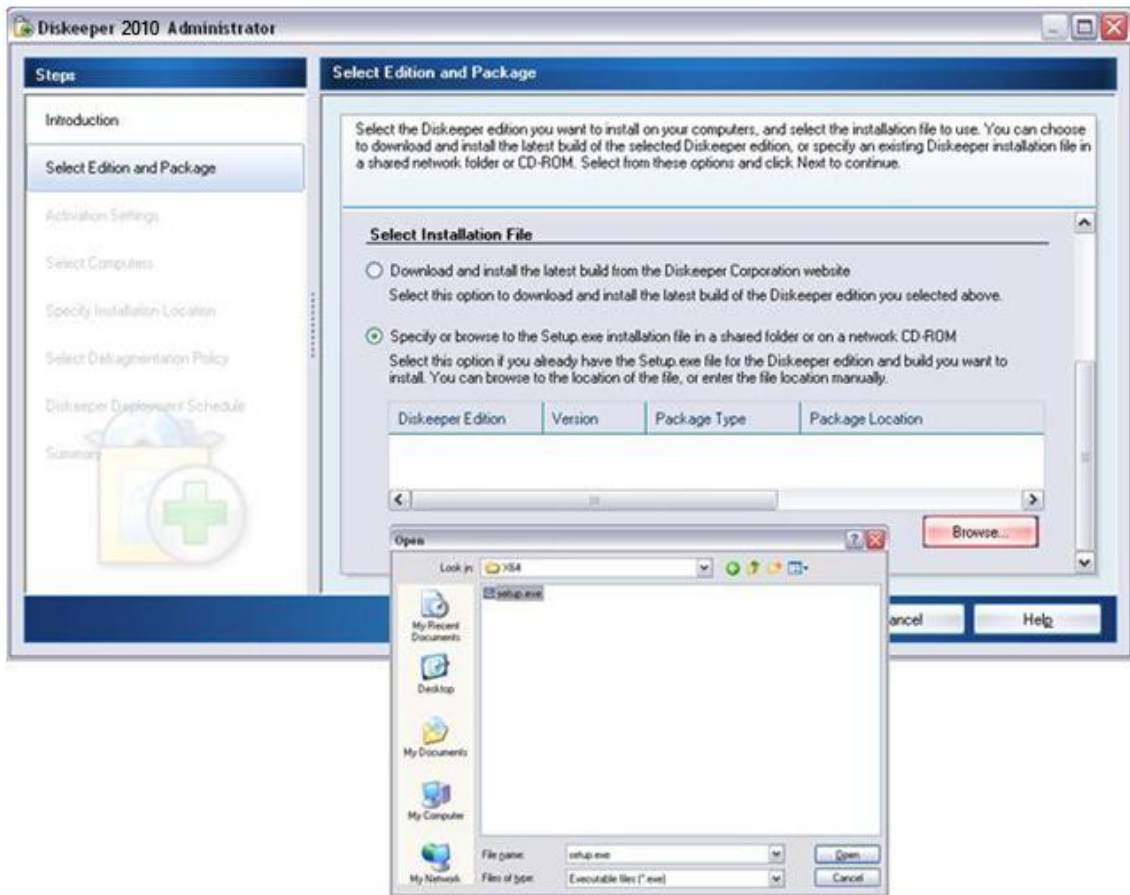 Diskeeper 2010 Administrator
Steps
Introduction
Select Edition and Package
Activation Settings
Select Computers
Specify Installation Location
Select Defragmentation Policy
Diskeeper Deployment Schedule
Summary
Select Edition and Package
Select the Diskeeper edition you want to install on your computers, and select the installation file to use. You can choose
to download and install the latest build of the selected Diskeeper edition, or specify an existing Diskeeper installation file in
a shared network folder or CD-ROM. Select from these options and click Next to continue.
Select Installation File
Download and install the latest build from the Diskeeper Corporation website
Select this option to download and install the latest build of the Diskeeper edition you selected above.
Specify or browse to the Setup.exe installation file in a shared folder or on a network CD-ROM
Select this option if you already have the Setup.exe file for the Diskeeper edition and build you want to
install. You can browse to the location of the file, or enter the file location manually.
Diskeeper Edition Version Package Type Package Location
Browse...
ancel Help
Open
Look in: X64
setup.exe
My Recent
Documents
Desktop
My Documents
My Computer
My Network
File name: setup.exe Open
Files of type: Executable files (*.exe) Cancel